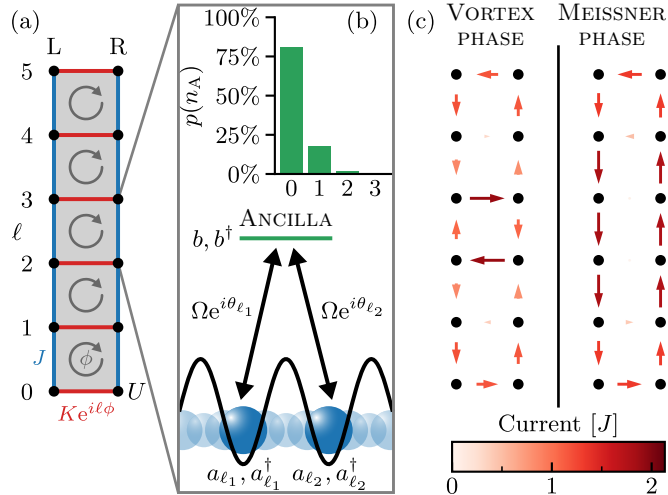 (a)
L R
5
4
3
ℓ
2
1
J
ϕ
0
U
Ke^{iℓϕ}
(b)
p(n_A)
100%
75%
50%
25%
0%
0 1 2 3
ANCILLA
b, b^†
Ωe^{iθ_{ℓ_1}} Ωe^{iθ_{ℓ_2}}
a_{ℓ_1}, a^†_{ℓ_1} a_{ℓ_2}, a^†_{ℓ_2}
(c)
VORTEX
PHASE
MEISSNER
PHASE
Current [J]
0 1 2